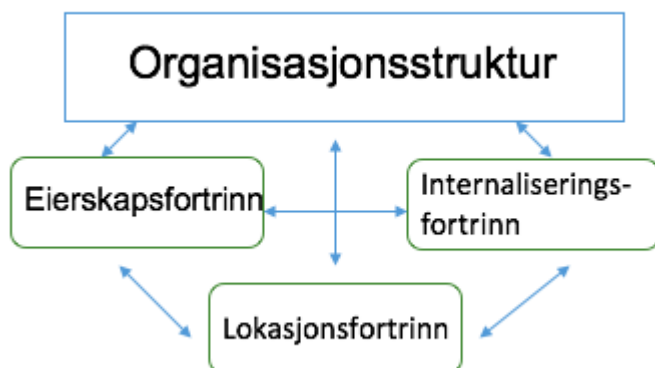 Organisasjonsstruktur
Eierskapsfortrinn
Internaliserings-
fortrinn
Lokasjonsfortrinn